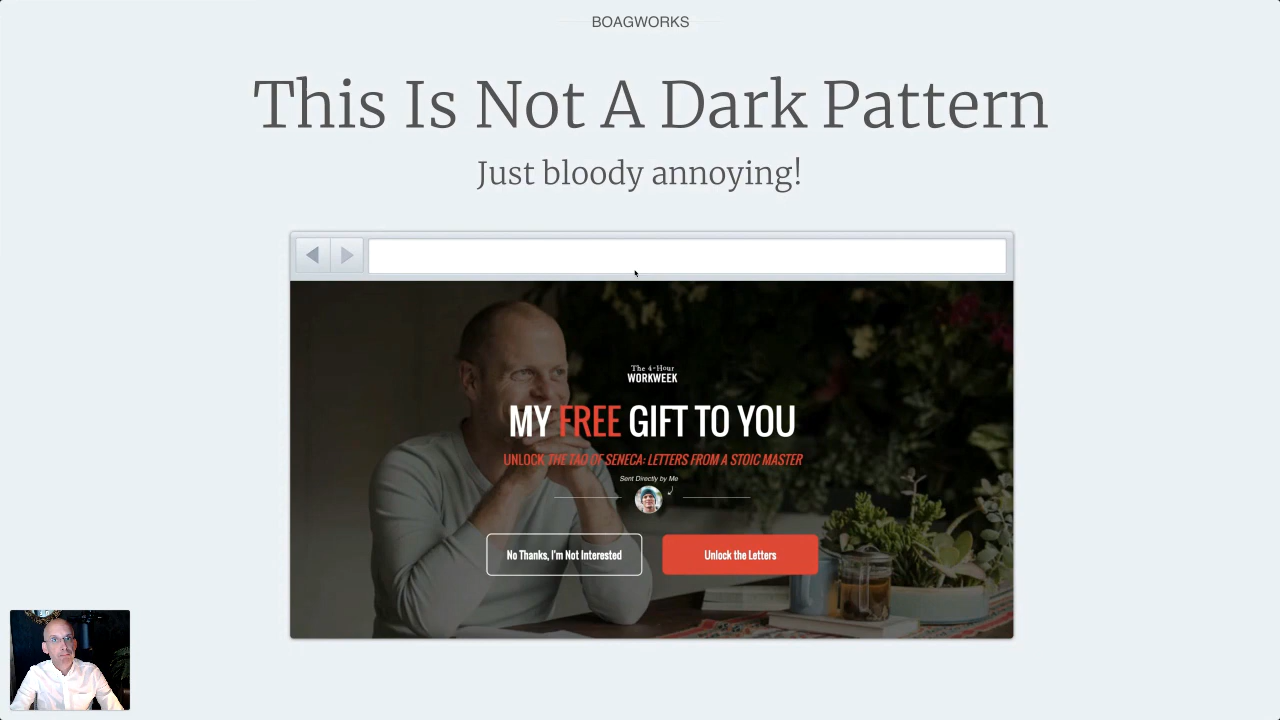 BOAGWORKS
This Is Not A Dark Pattern
Just bloody annoying!
The 4-Hour
WORKWEEK
MY FREE GIFT TO YOU
UNLOCK THE TAO OF SENECA: LETTERS FROM A STOIC MASTER
Sent Directly by Me
No Thanks, I'm Not Interested
Unlock the Letters